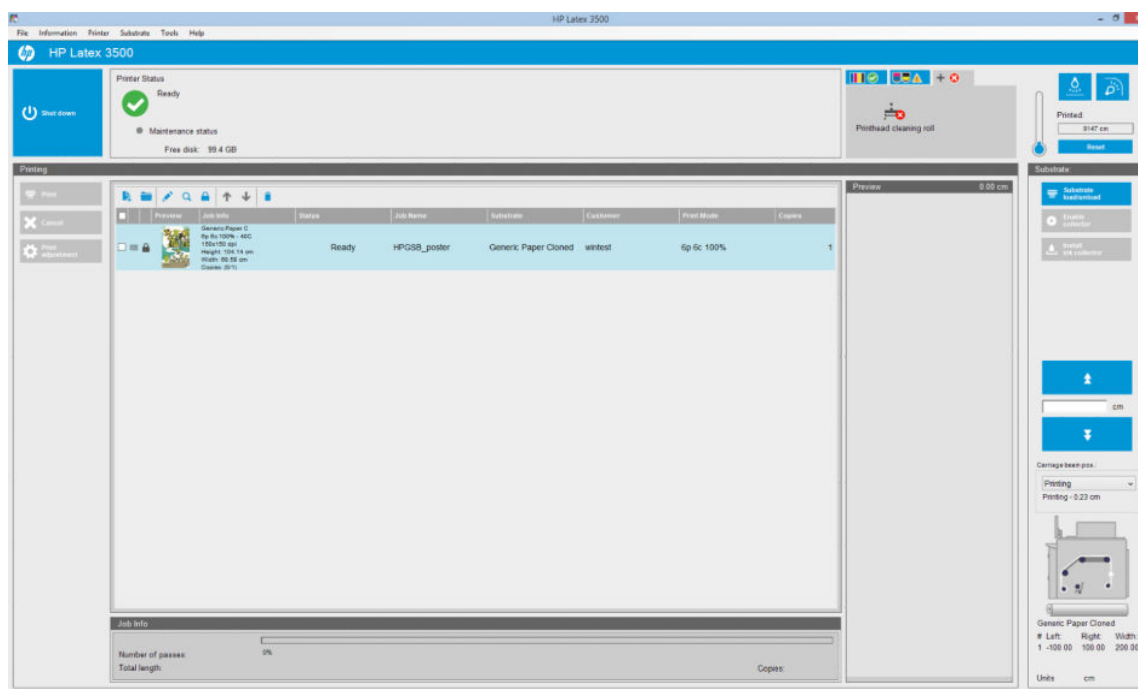 HP Latex 3500
File Information Printer Substrate Tools Help
hp HP Latex 3500
Shut down
Printer Status
Ready
Maintenance status
Free disk: 99.4 GB
Printhead cleaning roll
Printed
9147 cm
Reset
Printing
Print
Cancel
Print adjustment
Preview Job Info Status Job Name Substrate Customer Print Mode Copies
Generic Paper C
6p 6c 100% - 40C
150x150 dpi
Height: 104.14 cm
Width: 69.59 cm
Copies: (0/1)
Ready HPGSB_poster Generic Paper Cloned wintest 6p 6c 100% 1
Preview 0.00 cm
Substrate:
Substrate load/unload
Enable collector
Install ink collector
cm
Carriage beam pos.:
Printing
Printing - 0.23 cm
Generic Paper Cloned
# Left: Right: Width:
1 -100.00 100.00 200.00
Units cm
Job Info
0%
Number of passes:
Total length:
Copies: